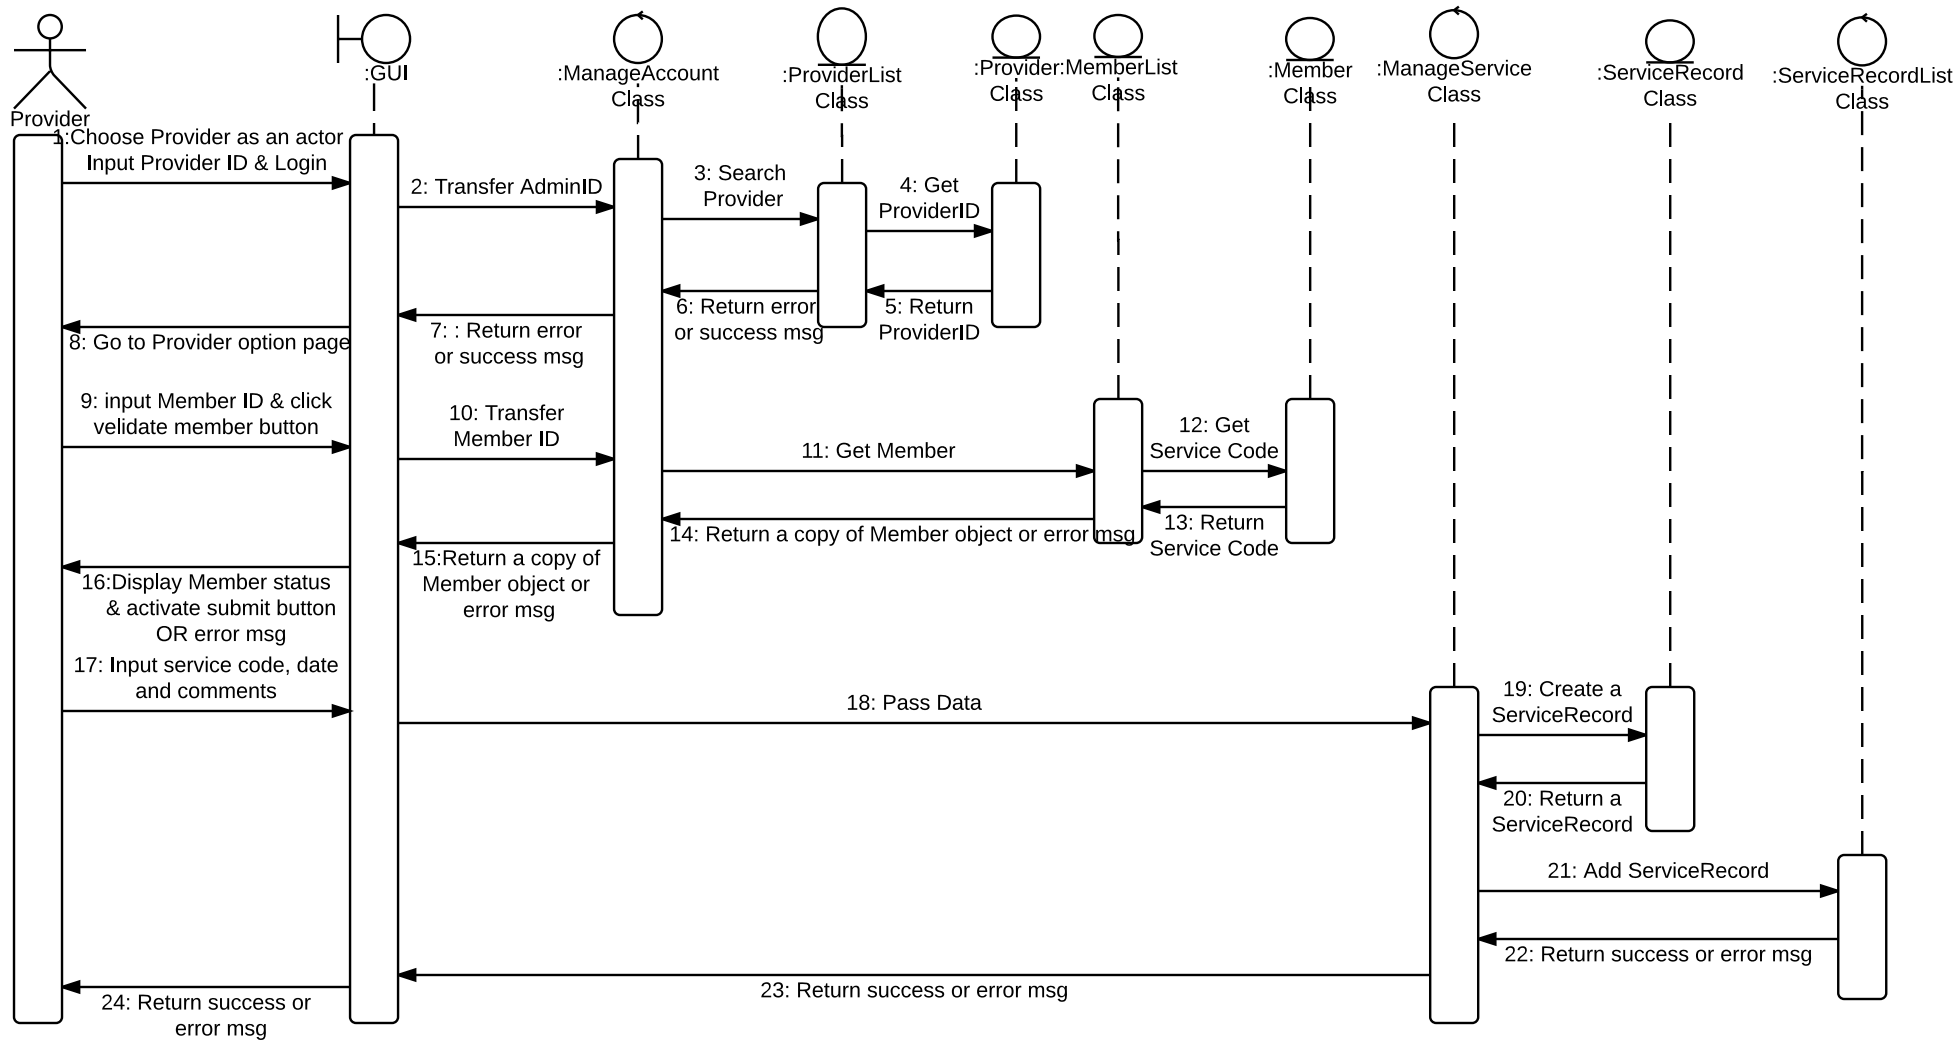 Provider
:GUI
:ManageAccount
Class
:ProviderList
Class
:Provider
Class
:MemberList
Class
:Member
Class
:ManageService
Class
:ServiceRecord
Class
:ServiceRecordList
Class
1:Choose Provider as an actor
Input Provider ID & Login
2: Transfer AdminID
3: Search
Provider
4: Get
ProviderID
5: Return
ProviderID
6: Return error
or success msg
7: : Return error
or success msg
8: Go to Provider option page
9: input Member ID & click
velidate member button
10: Transfer
Member ID
11: Get Member
12: Get
Service Code
13: Return
Service Code
14: Return a copy of Member object or error msg
15:Return a copy of
Member object or
error msg
16:Display Member status
& activate submit button
OR error msg
17: Input service code, date
and comments
18: Pass Data
19: Create a
ServiceRecord
20: Return a
ServiceRecord
21: Add ServiceRecord
22: Return success or error msg
23: Return success or error msg
24: Return success or
error msg